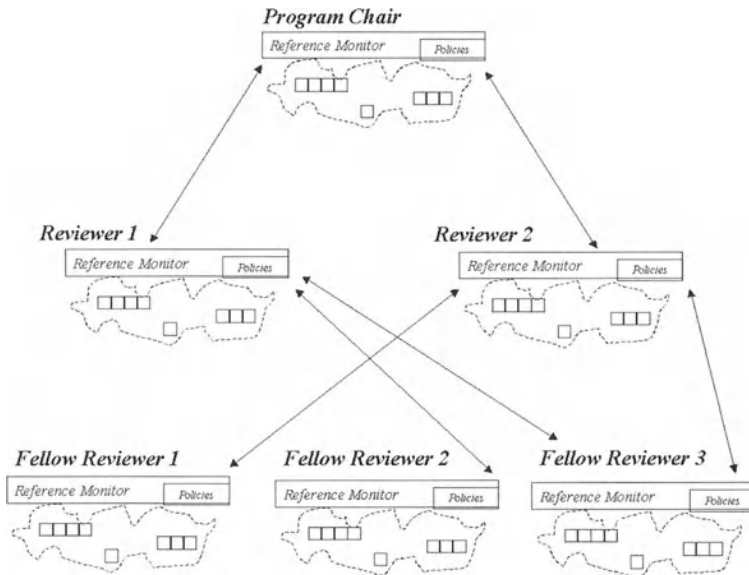 Program Chair
Reference Monitor
Policies
Reviewer 1
Reviewer 2
Reference Monitor
Policies
Reference Monitor
Policies
Fellow Reviewer 1
Fellow Reviewer 2
Fellow Reviewer 3
Reference Monitor
Policies
Reference Monitor
Policies
Reference Monitor
Policies